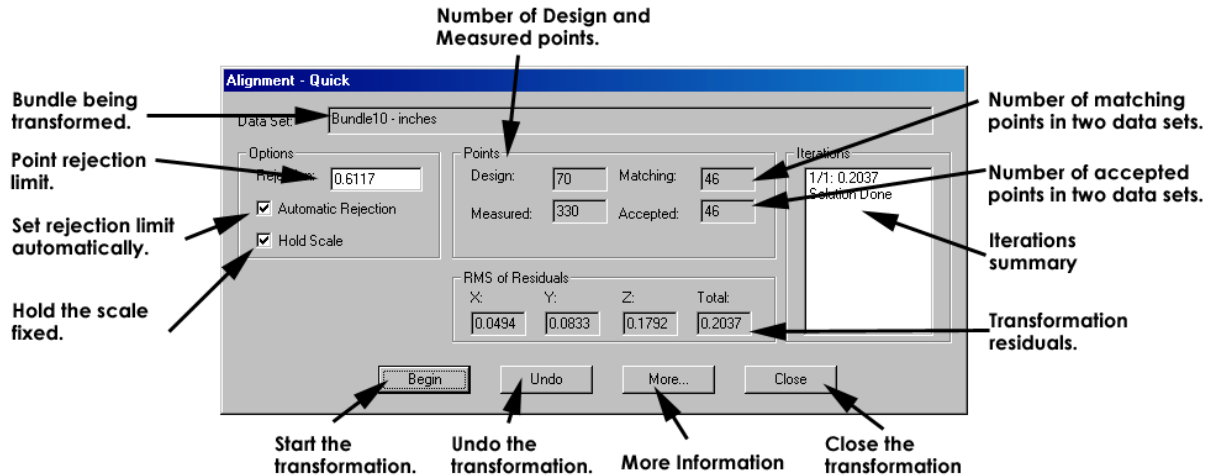 Number of Design and
Measured points.
Alignment - Quick
Bundle being
transformed.
Data Set:
Bundle10 - inches
Number of matching
points in two data sets.
Point rejection
limit.
Options
Rejection:
0.6117
Automatic Rejection
Hold Scale
Set rejection limit
automatically.
Hold the scale
fixed.
Points
Design: 70 Matching: 46
Measured: 330 Accepted: 46
Iterations
1/1: 0.2037
Solution Done
Number of accepted
points in two data sets.
Iterations
summary
RMS of Residuals
X: Y: Z: Total:
0.0494 0.0833 0.1792 0.2037
Transformation
residuals.
Begin Undo More... Close
Start the
transformation.
Undo the
transformation.
More Information
Close the
transformation